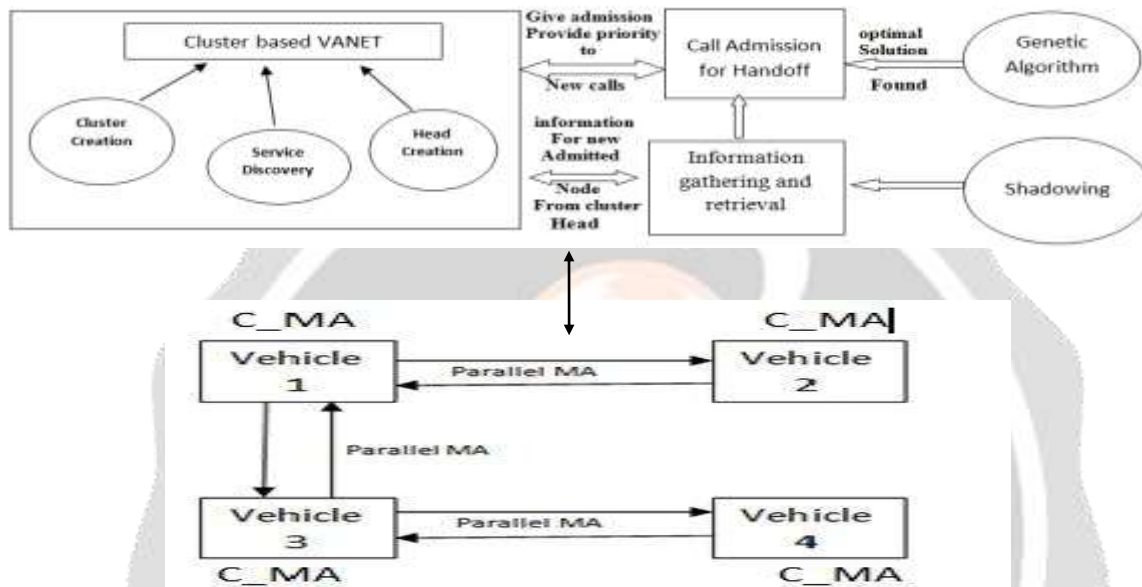 Cluster based VANET
Cluster
Creation
Service
Discovery
Head
Creation
Give admission
Provide priority
to
New calls
information
For new
Admitted
Node
From cluster
Head
Call Admission
for Handoff
optimal
Solution
Found
Genetic
Algorithm
Information
gathering and
retrieval
Shadowing
C_MA
C_MA
Vehicle
1
Parallel MA
Vehicle
2
Parallel MA
Vehicle
3
Parallel MA
Vehicle
4
C_MA
C_MA